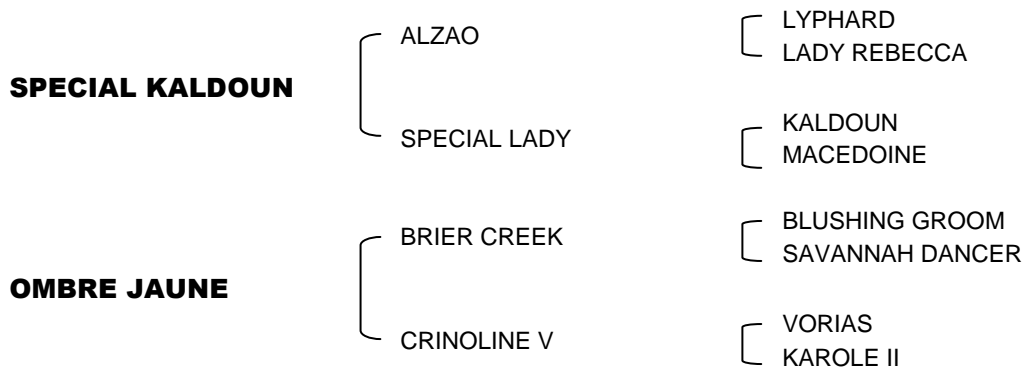 LYPHARD
ALZAO
LADY REBECCA
SPECIAL KALDOUN
KALDOUN
SPECIAL LADY
MACEDOINE
BLUSHING GROOM
BRIER CREEK
SAVANNAH DANCER
OMBRE JAUNE
VORIAS
CRINOLINE V
KAROLE II